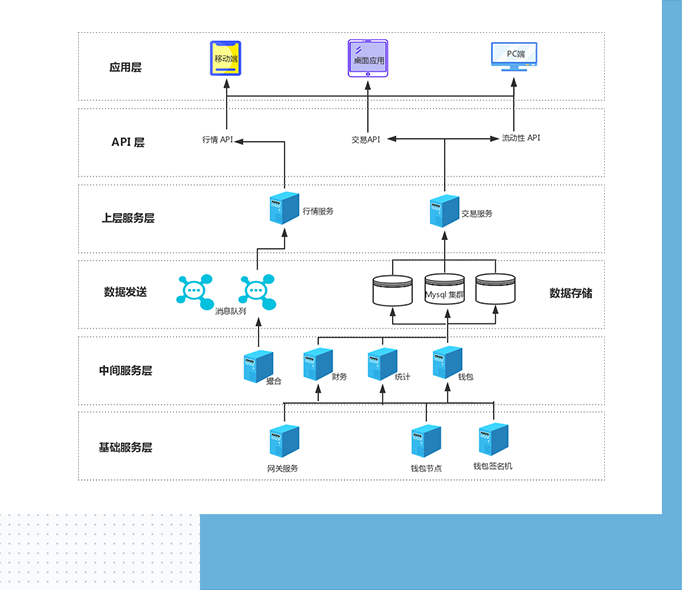 应用层
移动端
桌面应用
PC端
API 层
行情 API
交易API
流动性 API
上层服务层
行情服务
交易服务
数据发送
消息队列
Mysql 集群
数据存储
中间服务层
撮合
财务
统计
钱包
基础服务层
网关服务
钱包节点
钱包签名机